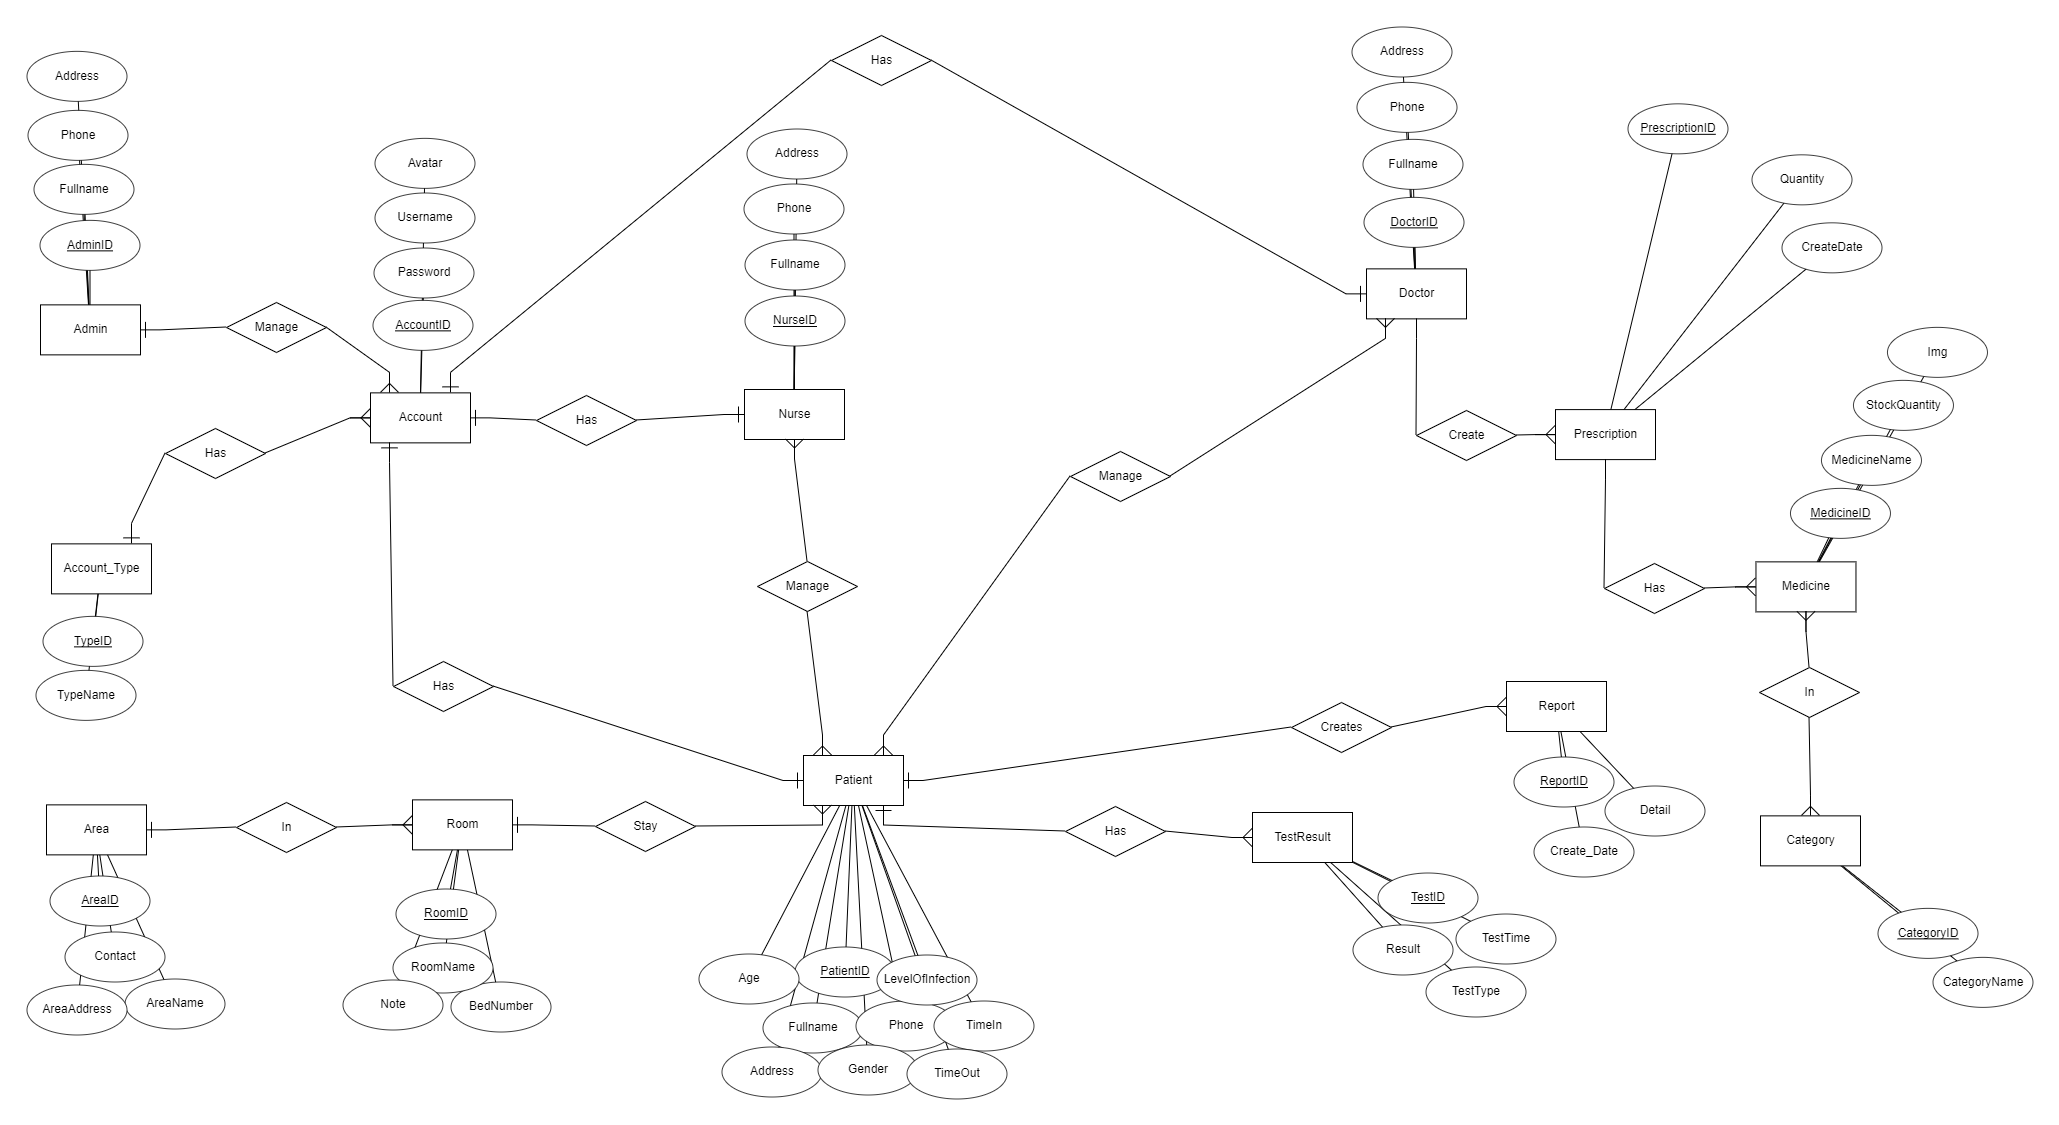 Has
Address
Address
Phone
PrescriptionID
Phone
Address
Avatar
Fullname
Quantity
Fullname
Phone
Username
DoctorID
AdminID
CreateDate
Fullname
Password
Doctor
NurseID
AccountID
Manage
Admin
Img
StockQuantity
Nurse
Account
Has
Create
Prescription
Has
MedicineName
Manage
MedicineID
Account_Type
Manage
Has
Medicine
TypeID
Has
In
TypeName
Report
Creates
Patient
ReportID
Detail
Area
In
Room
Stay
Has
TestResult
Category
Create_Date
AreaID
RoomID
TestID
CategoryID
TestTime
Contact
Result
RoomName
Age
PatientID
LevelOfInfection
TestType
CategoryName
AreaAddress
AreaName
Note
BedNumber
Fullname
Phone
TimeIn
Address
Gender
TimeOut